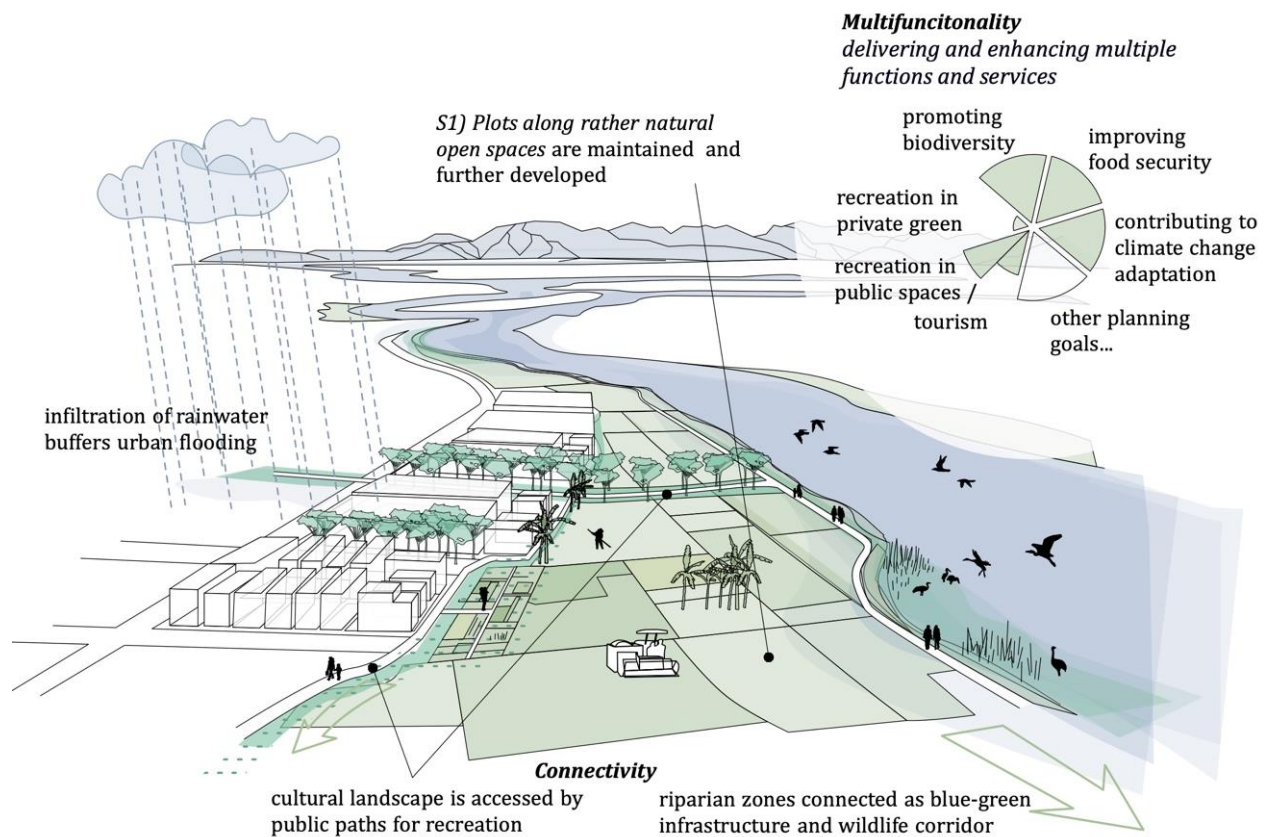 Multifuncitonality
delivering and enhancing multiple
functions and services
S1) Plots along rather natural
open spaces are maintained and
further developed
promoting
biodiversity
improving
food security
recreation in
private green
contributing to
climate change
adaptation
recreation in
public spaces /
tourism
other planning
goals...
infiltration of rainwater
buffers urban flooding
Connectivity
cultural landscape is accessed by
public paths for recreation
riparian zones connected as blue-green
infrastructure and wildlife corridor